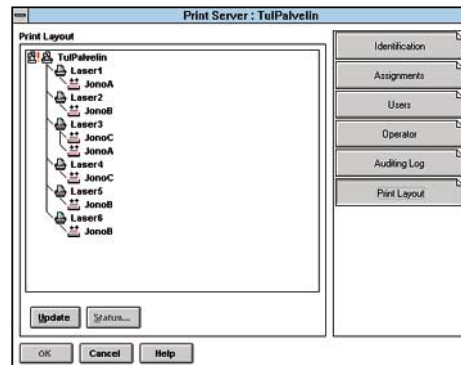 Print Server : TulPalvelin
Print Layout
TulPalvelin
Laser1
JonoA
Laser2
JonoB
Laser3
JonoC
JonoA
Laser4
JonoC
Laser5
JonoB
Laser6
JonoB
Update
Status...
OK
Cancel
Help
Identification
Assignments
Users
Operator
Auditing Log
Print Layout